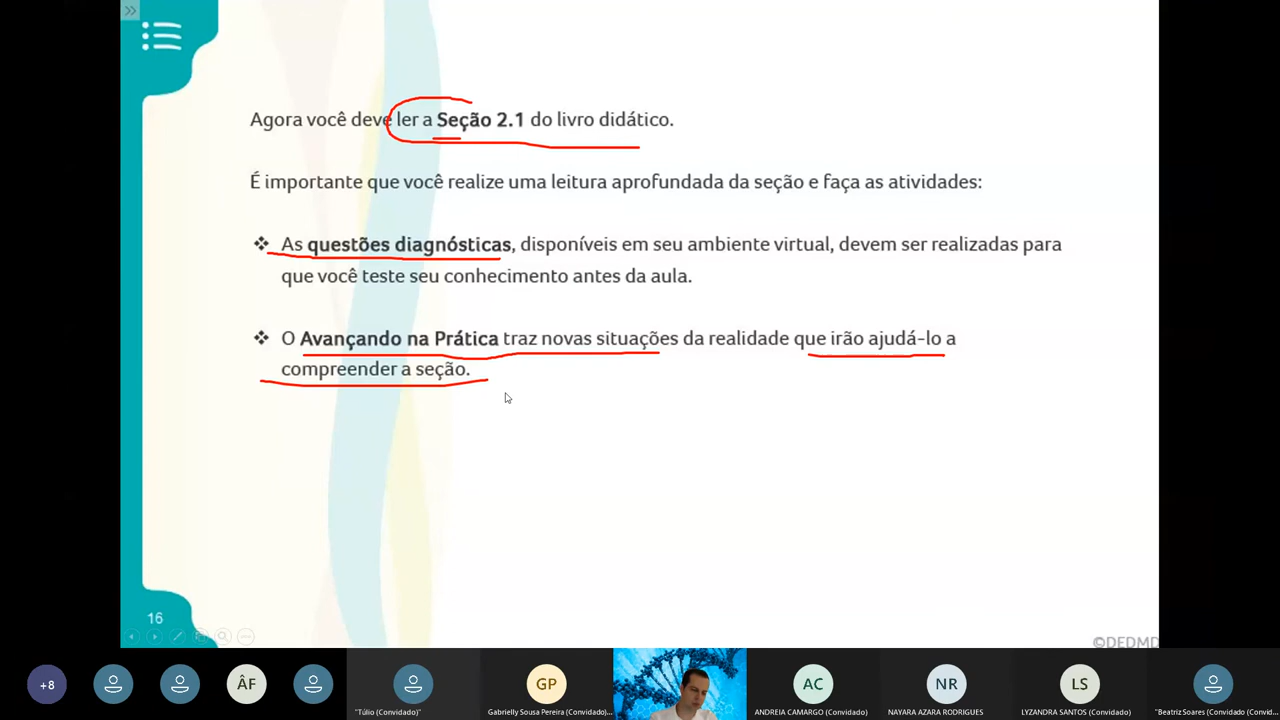 Agora você deve ler a Seção 2.1 do livro didático.
É importante que você realize uma leitura aprofundada da seção e faça as atividades:
❖ As questões diagnósticas, disponíveis em seu ambiente virtual, devem ser realizadas para
que você teste seu conhecimento antes da aula.
❖ O Avançando na Prática traz novas situações da realidade que irão ajudá-lo a
compreender a seção.
16
©DEDMD
+8
ÂF
GP
AC
NR
LS
"Túlio (Convidado)"
Gabrielly Sousa Pereira (Convidado)...
ANDREIA CAMARGO (Convidado)
NAYARA AZARA RODRIGUES
LYZANDRA SANTOS (Convidado)
"Beatriz Soares (Convidado (Convid...